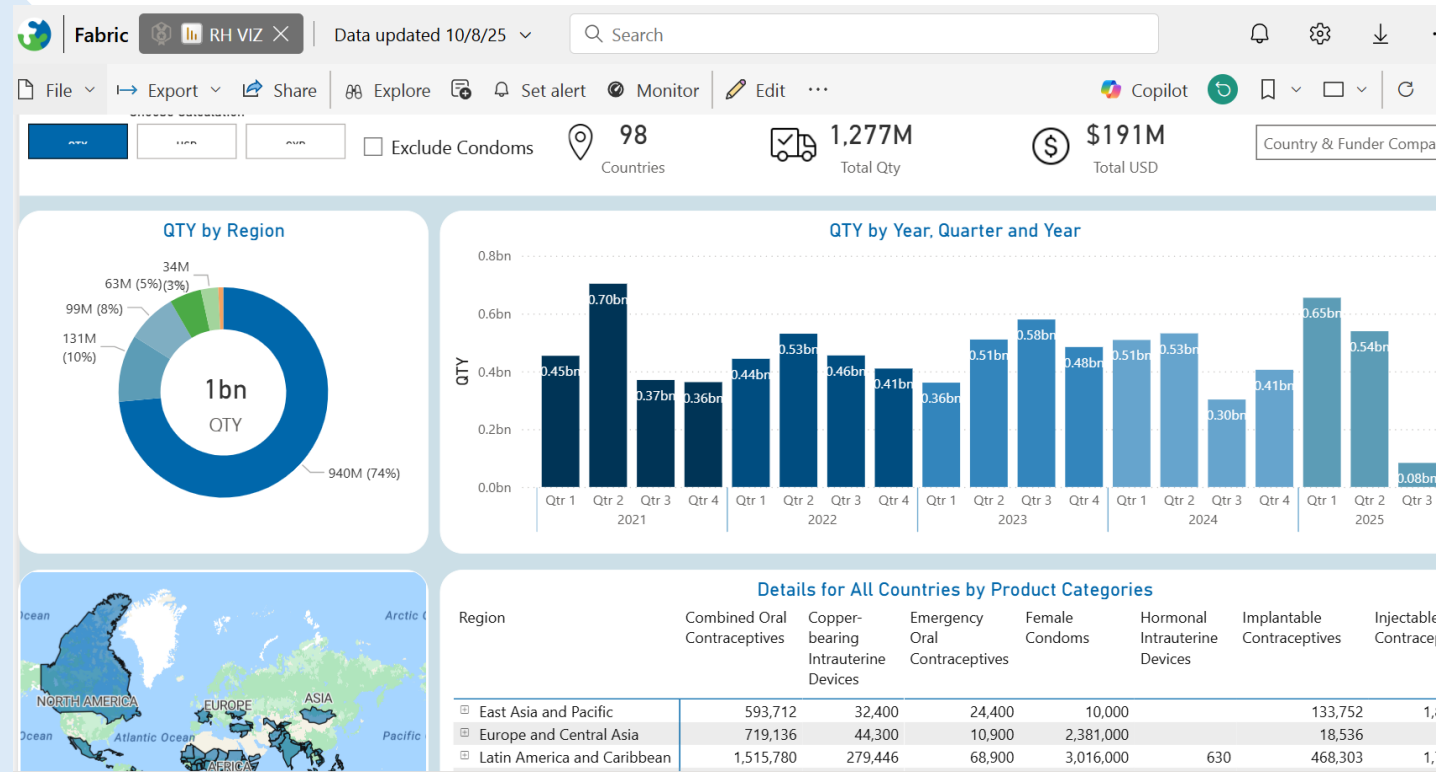 Fabric RH VIZ Data updated 10/8/25 Search
File Export Share Explore Set alert Monitor Edit ... Copilot
Exclude Condoms
98
Countries
1,277M
Total Qty
$191M
Total USD
Country & Funder Compa
QTY by Region
34M
(3%)
63M (5%)
99M (8%)
131M
(10%)
1bn
QTY
940M (74%)
QTY by Year, Quarter and Year
QTY
0.8bn
0.6bn
0.4bn
0.2bn
0.0bn
0.45bn 0.70bn 0.37bn 0.36bn 0.44bn 0.53bn 0.46bn 0.41bn 0.36bn 0.51bn 0.58bn 0.48bn 0.51bn 0.53bn 0.30bn 0.41bn 0.65bn 0.54bn 0.08bn
Qtr 1 Qtr 2 Qtr 3 Qtr 4 Qtr 1 Qtr 2 Qtr 3 Qtr 4 Qtr 1 Qtr 2 Qtr 3 Qtr 4 Qtr 1 Qtr 2 Qtr 3 Qtr 4 Qtr 1 Qtr 2 Qtr 3
2021 2022 2023 2024 2025
Ocean Arctic
NORTH AMERICA EUROPE ASIA
Ocean Atlantic Ocean Pacific
AFRICA
Details for All Countries by Product Categories
Region Combined Oral Copper- Emergency Female Hormonal Implantable Injectable
Contraceptives bearing Oral Condoms Intrauterine Contraceptives Contracep
Intrauterine Contraceptives Devices
Devices
East Asia and Pacific 593,712 32,400 24,400 10,000 133,752
Europe and Central Asia 719,136 44,300 10,900 2,381,000 18,536
Latin America and Caribbean 1,515,780 279,446 68,900 3,016,000 630 468,303